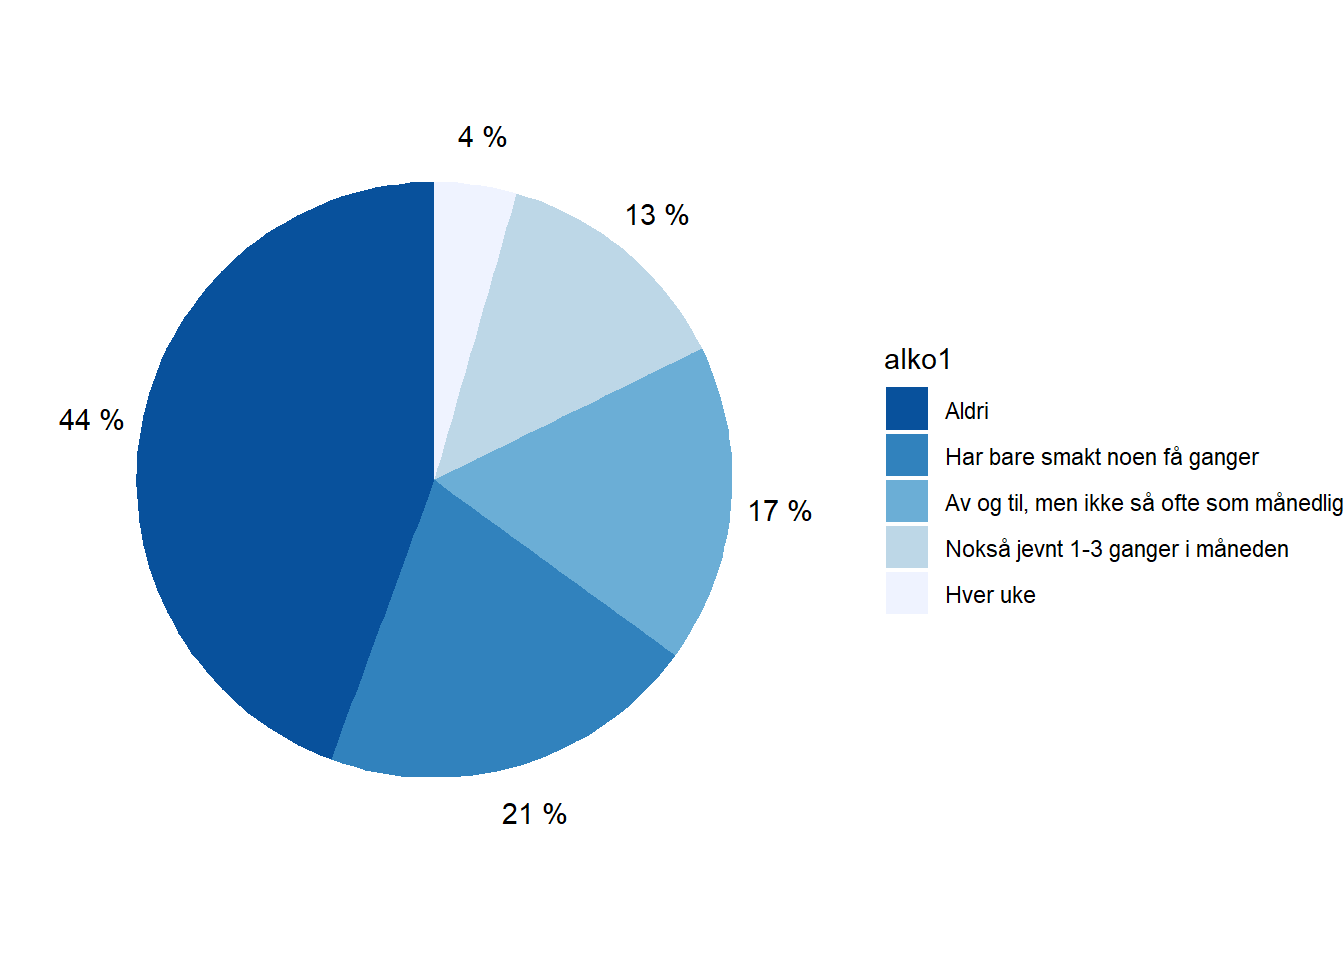 4 %
13 %
44 %
17 %
21 %
alko1
Aldri
Har bare smakt noen få ganger
Av og til, men ikke så ofte som månedlig
Nokså jevnt 1-3 ganger i måneden
Hver uke